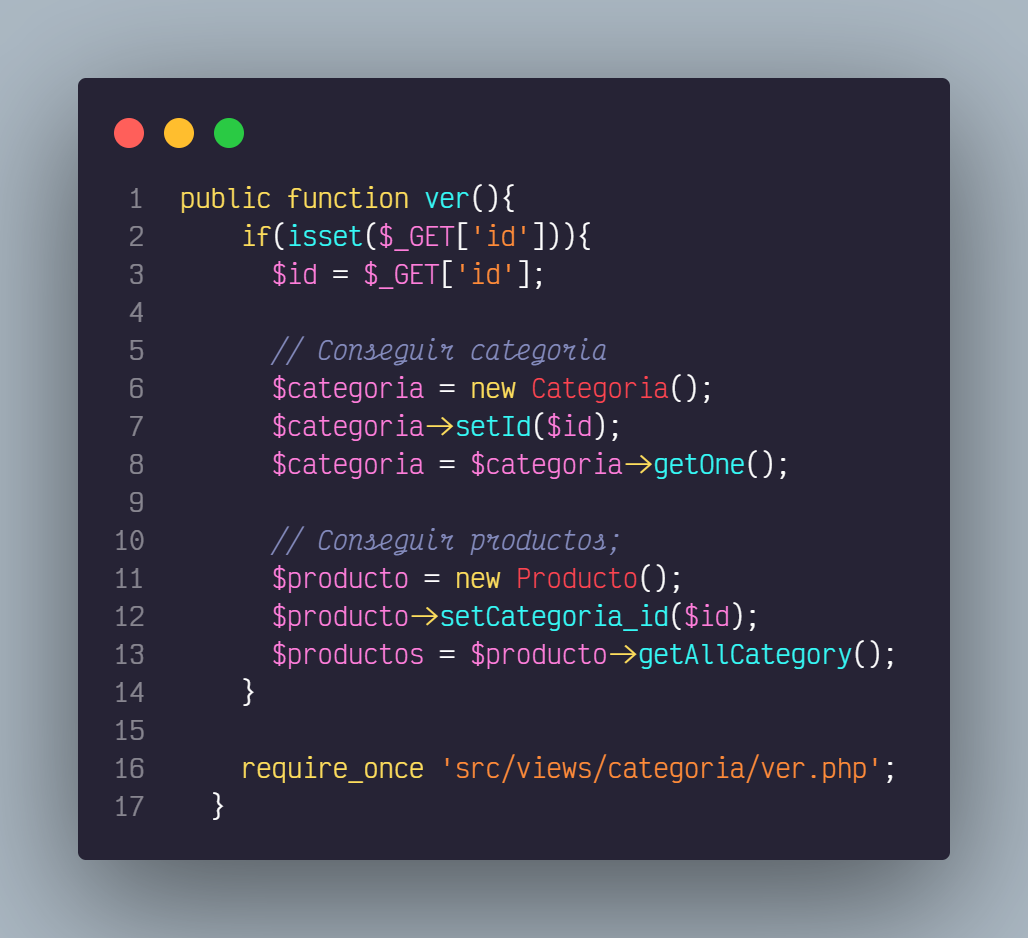 1 public function ver(){
2 if(isset($_GET['id'])){
3 $id = $_GET['id'];
4
5 // Conseguir categoria
6 $categoria = new Categoria();
7 $categoria->setId($id);
8 $categoria = $categoria->getOne();
9
10 // Conseguir productos;
11 $producto = new Producto();
12 $producto->setCategoria_id($id);
13 $productos = $producto->getAllCategory();
14 }
15
16 require_once 'src/views/categoria/ver.php';
17 }